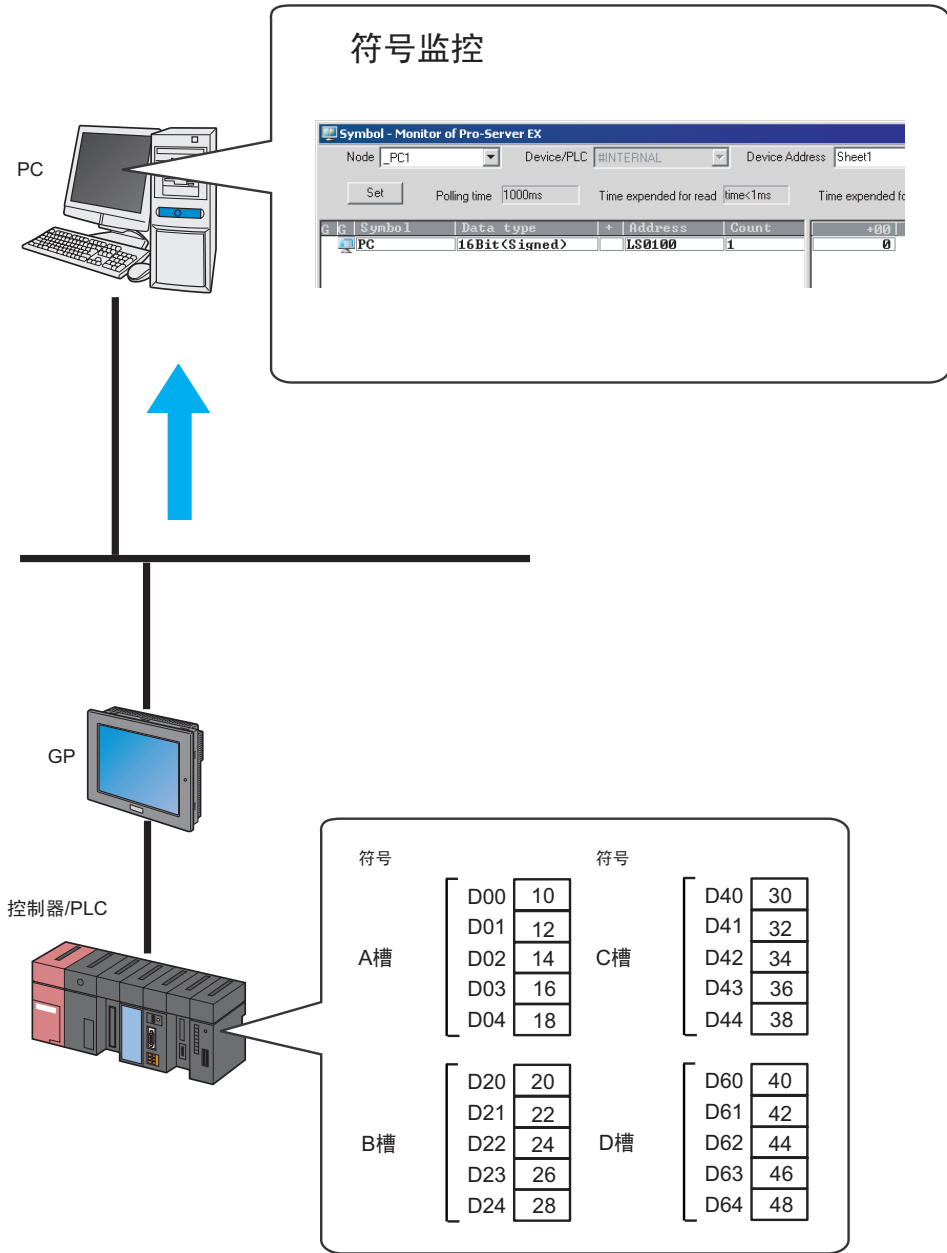 符号监控
Symbol - Monitor of Pro-Server EX
Node _PC1 Device/PLC #INTERNAL Device Address Sheet1
Set Polling time 1000ms Time expended for read time<1ms Time expended
G G Symbol Data type + Address Count +00
PC 16Bit(Signed) LS0100 1 0
PC
GP
控制器/PLC
符号 符号
A槽
D00 10
D01 12
D02 14
D03 16
D04 18
C槽
D40 30
D41 32
D42 34
D43 36
D44 38
B槽
D20 20
D21 22
D22 24
D23 26
D24 28
D槽
D60 40
D61 42
D62 44
D63 46
D64 48